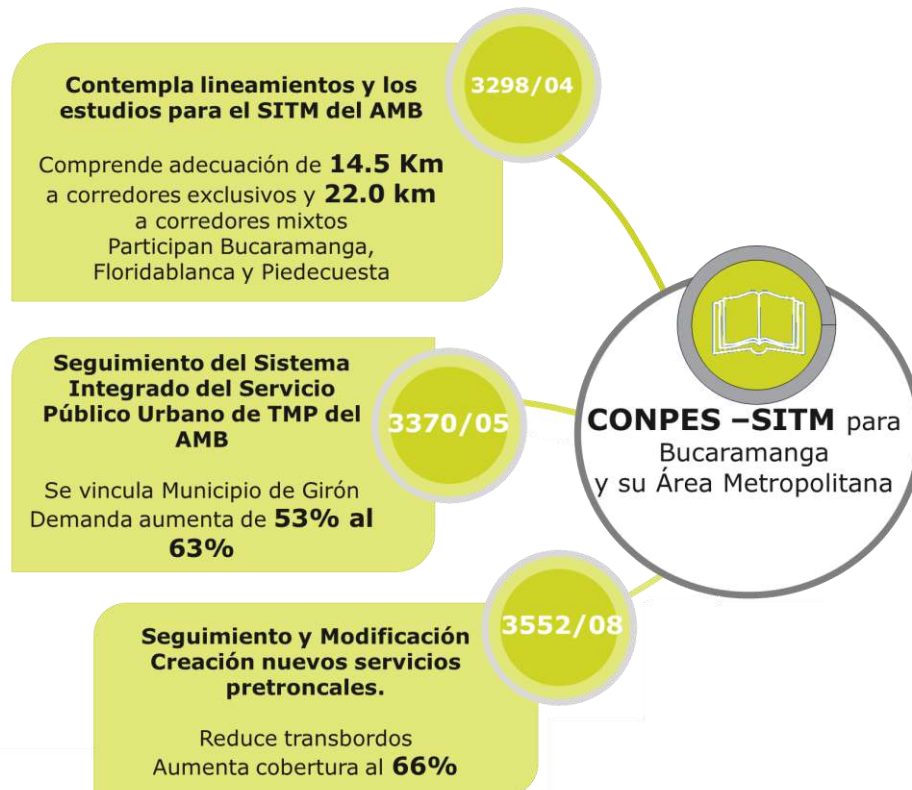 3298/04
Contempla lineamientos y los
estudios para el SITM del AMB
Comprende adecuación de 14.5 Km
a corredores exclusivos y 22.0 km
a corredores mixtos
Participan Bucaramanga,
Floridablanca y Piedecuesta
3370/05
Seguimiento del Sistema
Integrado del Servicio
Público Urbano de TMP del
AMB
Se vincula Municipio de Girón
Demanda aumenta de 53% al
63%
3552/08
Seguimiento y Modificación
Creación nuevos servicios
pretroncales.
Reduce transbordos
Aumenta cobertura al 66%
CONPES –SITM para
Bucaramanga
y su Área Metropolitana